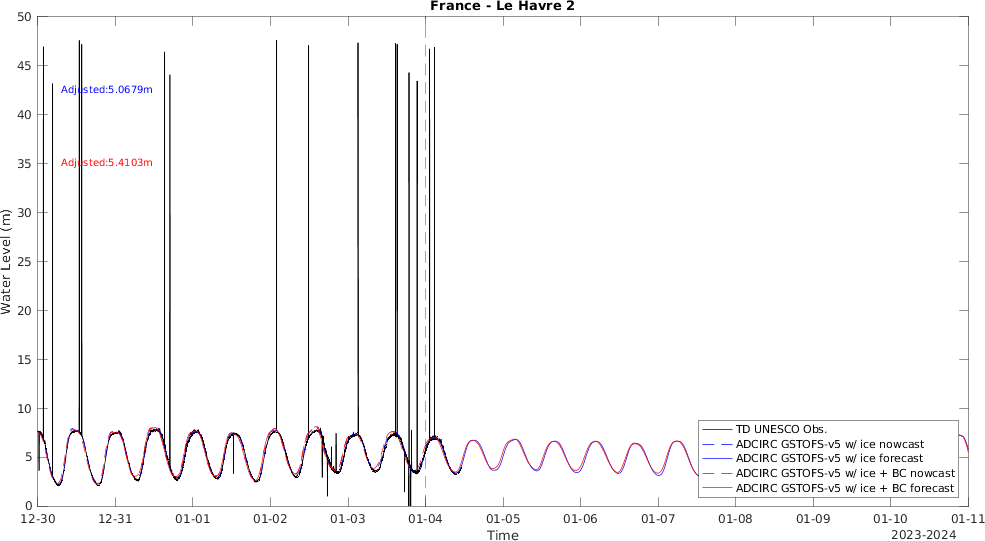 France - Le Havre 2
50
45
40
35
30
25
20
15
10
5
0
Water Level (m)
Adjusted:5.0679m
Adjusted:5.4103m
TD UNESCO Obs.
ADCIRC GSTOFS-v5 w/ ice nowcast
ADCIRC GSTOFS-v5 w/ ice forecast
ADCIRC GSTOFS-v5 w/ ice + BC nowcast
ADCIRC GSTOFS-v5 w/ ice + BC forecast
12-30 12-31 01-01 01-02 01-03 01-04 01-05 01-06 01-07 01-08 01-09 01-10 01-11
Time
2023-2024